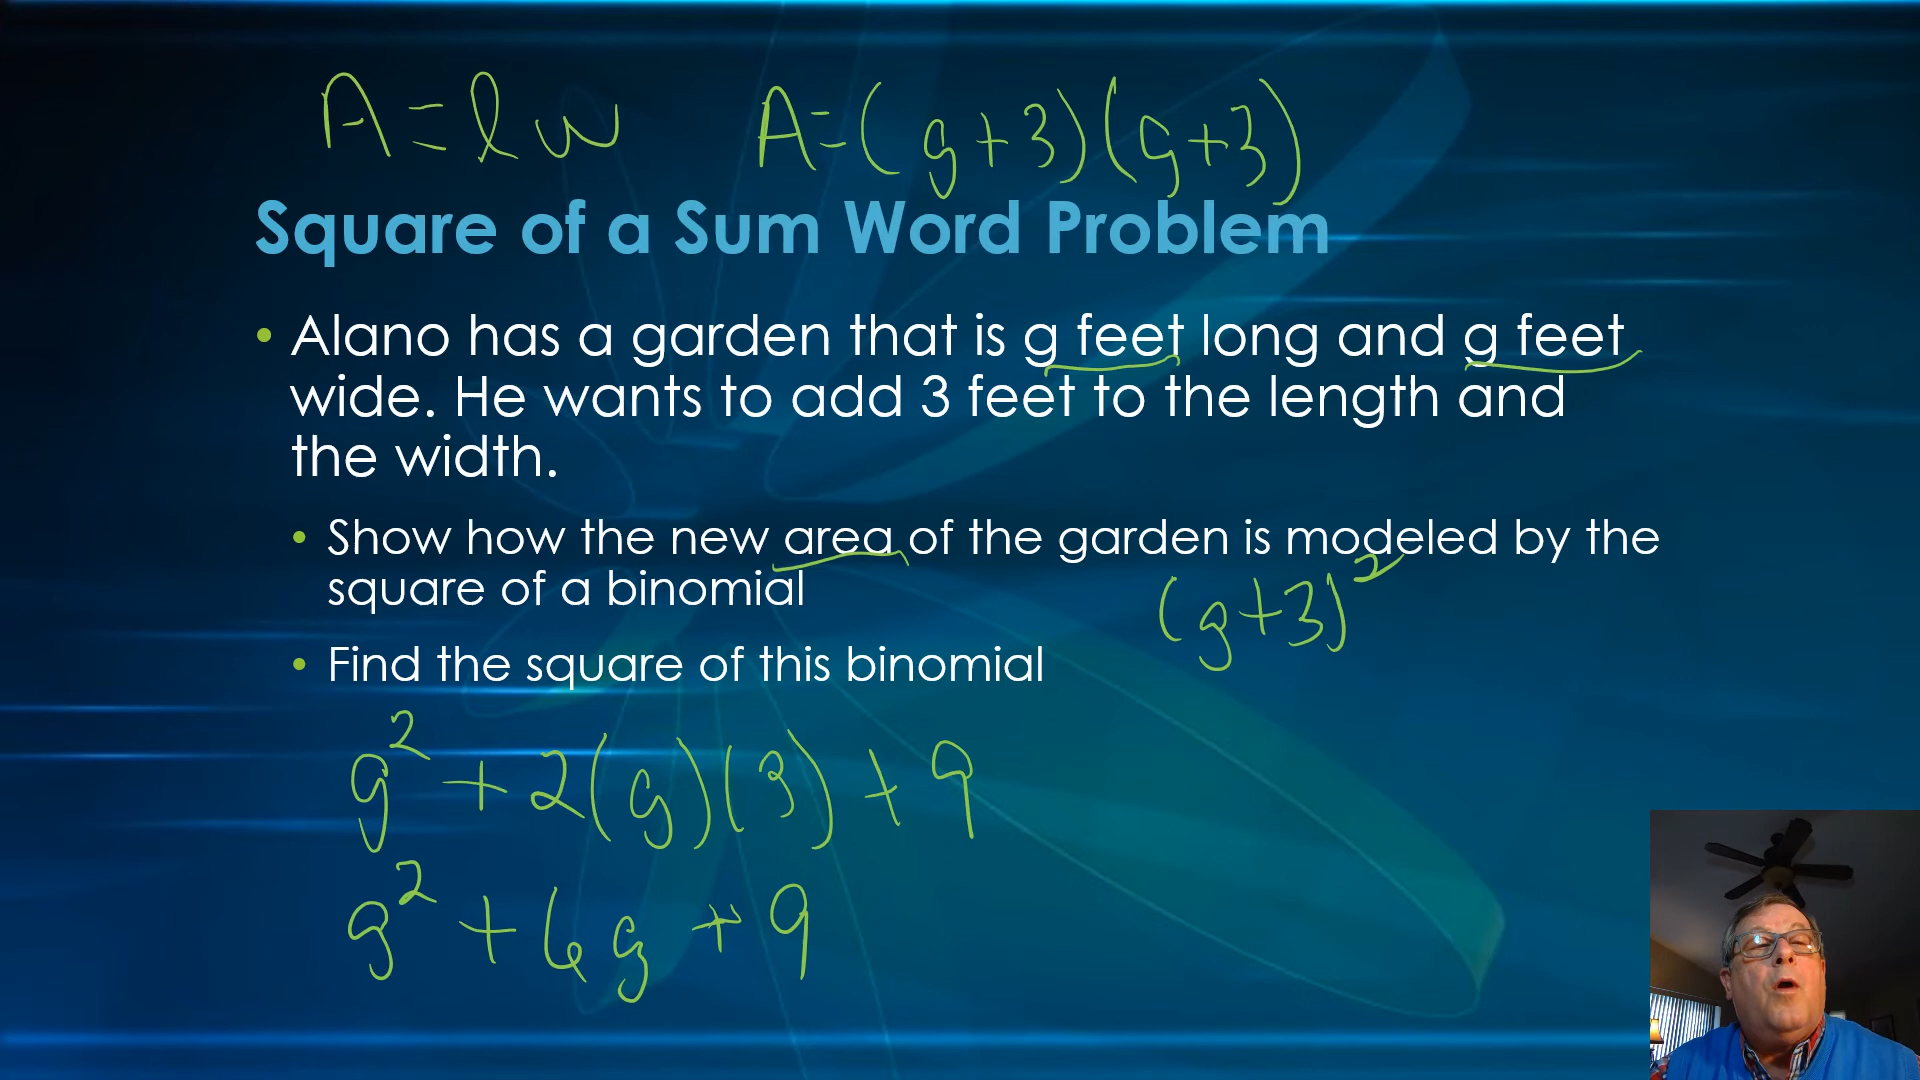 A = lw A = (g+3)(g+3)
Square of a Sum Word Problem
• Alano has a garden that is g feet long and g feet
wide. He wants to add 3 feet to the length and
the width.
• Show how the new area of the garden is modeled by the
square of a binomial
(g+3)²
• Find the square of this binomial
g² + 2(g)(3) + 9
g² + 6g + 9